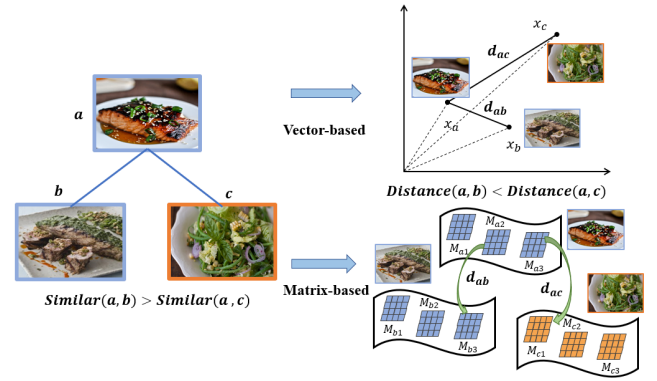 a
b
c
Similar(a, b) > Similar(a , c)
Vector-based
Matrix-based
x_c
d_ac
d_ab
x_a
x_b
Distance(a, b) < Distance(a, c)
M_a1
M_a2
M_a3
d_ab
d_ac
M_b1
M_b2
M_b3
M_c1
M_c2
M_c3